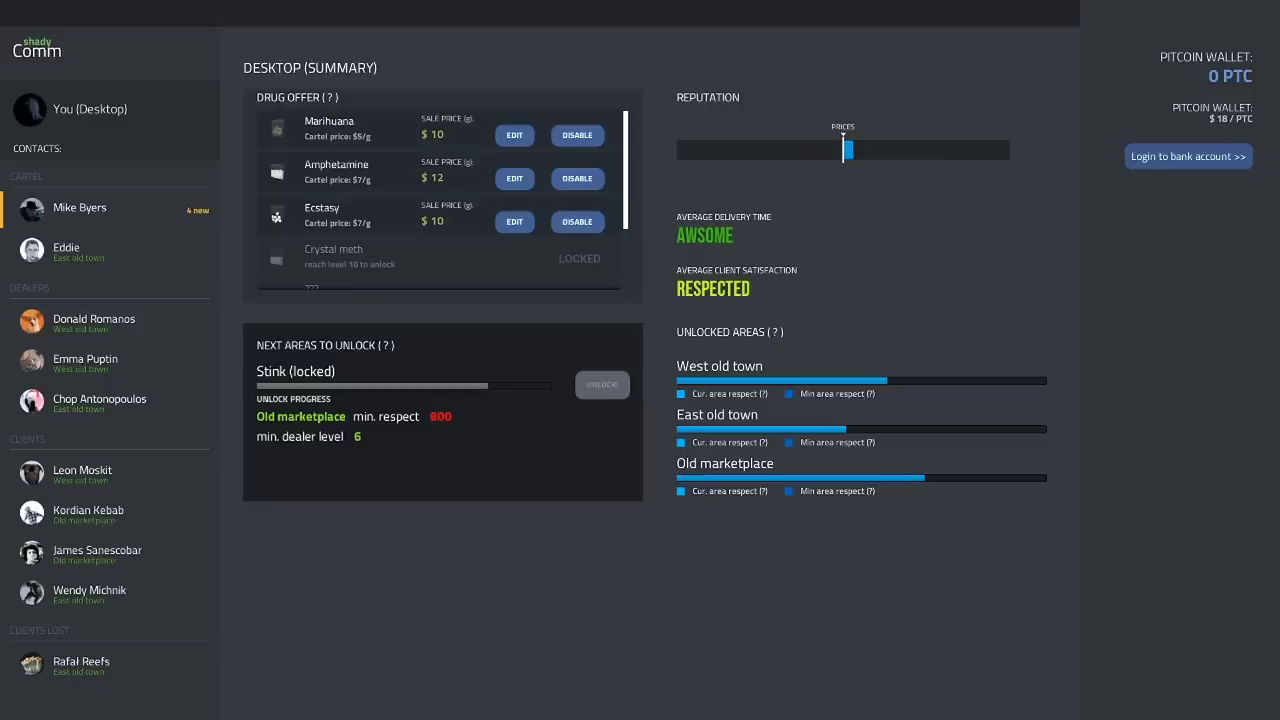 shady
Comm
You (Desktop)
CONTACTS:
CARTEL
Mike Byers
4 new
Eddie
East old town
DEALERS
Donald Romanos
West old town
Emma Puptin
West old town
Chop Antonopoulos
East old town
CLIENTS
Leon Moskit
West old town
Kordian Kebab
Old marketplace
James Sanescobar
Old marketplace
Wendy Michnik
East old town
CLIENTS LOST
Rafał Reefs
East old town
DESKTOP (SUMMARY)
DRUG OFFER ( ? )
Marihuana
Cartel price: $5/g
SALE PRICE (g):
$ 10
EDIT
DISABLE
Amphetamine
Cartel price: $7/g
SALE PRICE (g):
$ 12
EDIT
DISABLE
Ecstasy
Cartel price: $7/g
SALE PRICE (g):
$ 10
EDIT
DISABLE
Crystal meth
reach level 10 to unlock
LOCKED
???
NEXT AREAS TO UNLOCK ( ? )
Stink (locked)
UNLOCK!
UNLOCK PROGRESS
Old marketplace min. respect 800
min. dealer level 6
REPUTATION
PRICES
AVERAGE DELIVERY TIME
AWSOME
AVERAGE CLIENT SATISFACTION
RESPECTED
UNLOCKED AREAS ( ? )
West old town
Cur. area respect (?) Min area respect (?)
East old town
Cur. area respect (?) Min area respect (?)
Old marketplace
Cur. area respect (?) Min area respect (?)
PITCOIN WALLET:
0 PTC
PITCOIN WALLET:
$ 18 / PTC
Login to bank account >>